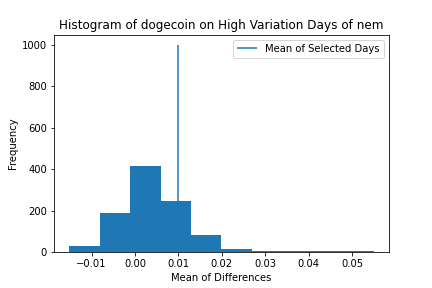 Histogram of dogecoin on High Variation Days of nem
Mean of Selected Days
1000
800
600
400
200
0
Frequency
−0.01 0.00 0.01 0.02 0.03 0.04 0.05
Mean of Differences